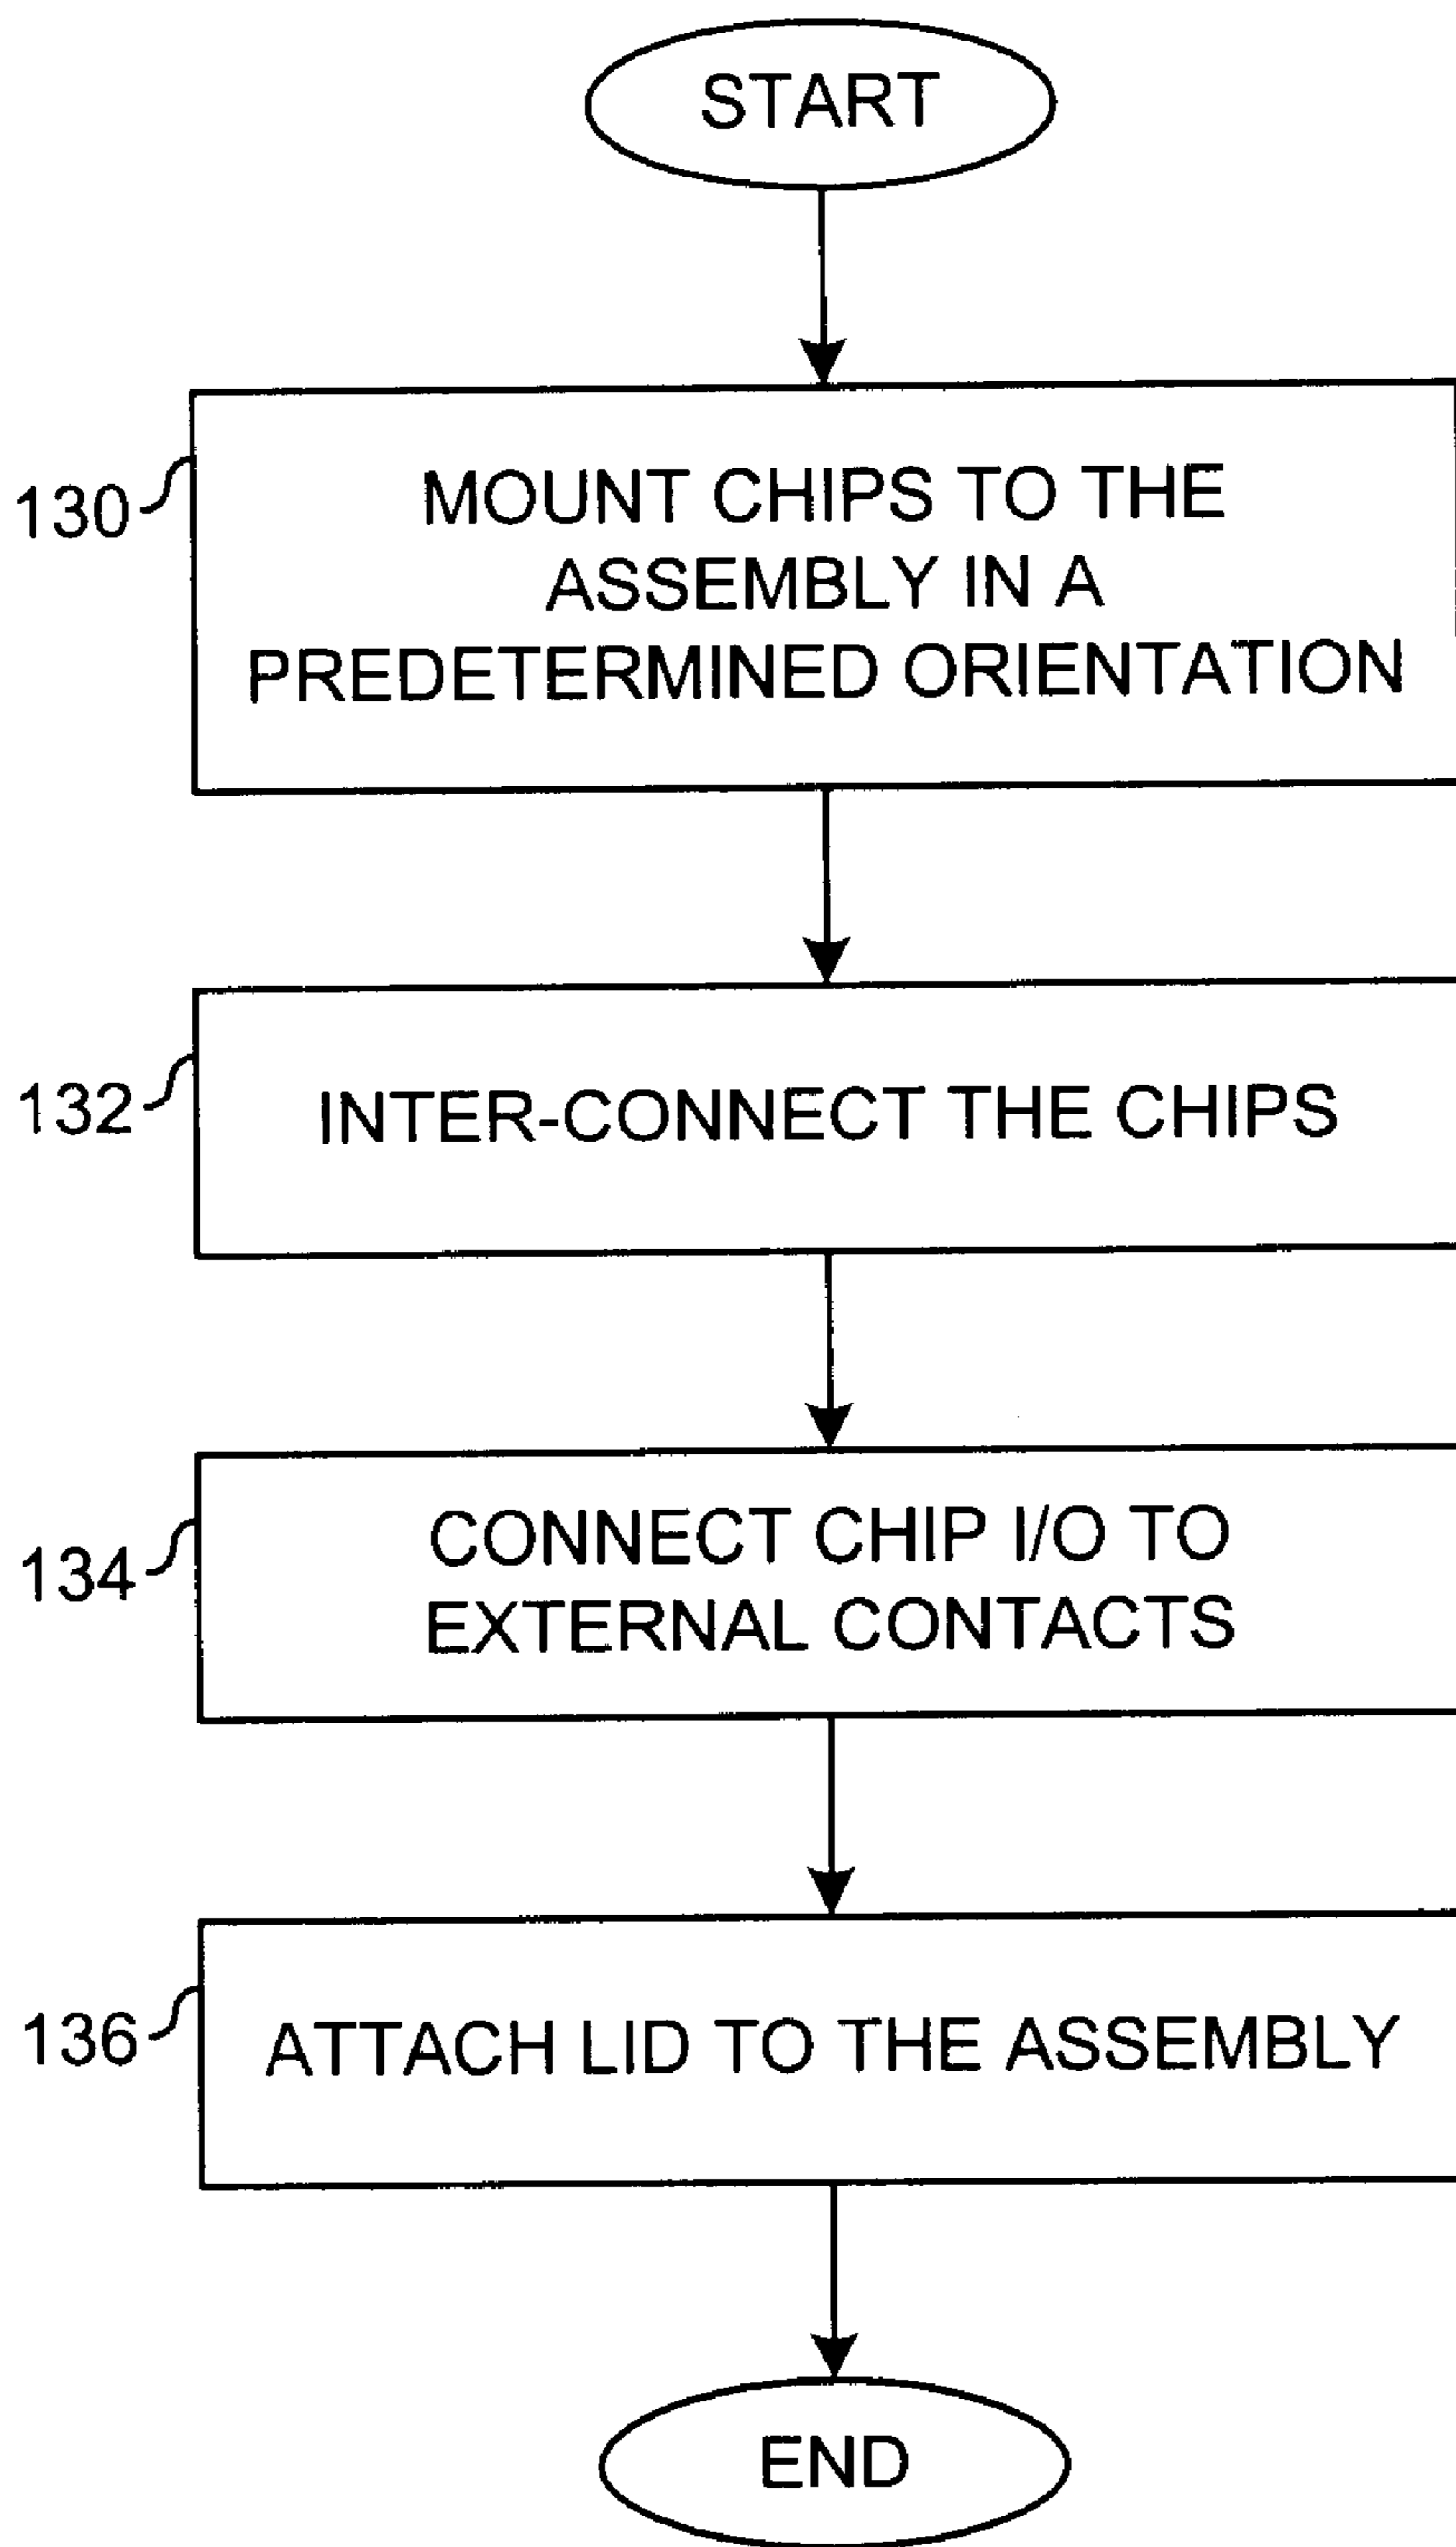 START
130
MOUNT CHIPS TO THE
ASSEMBLY IN A
PREDETERMINED ORIENTATION
132
INTER-CONNECT THE CHIPS
134
CONNECT CHIP I/O TO
EXTERNAL CONTACTS
136
ATTACH LID TO THE ASSEMBLY
END